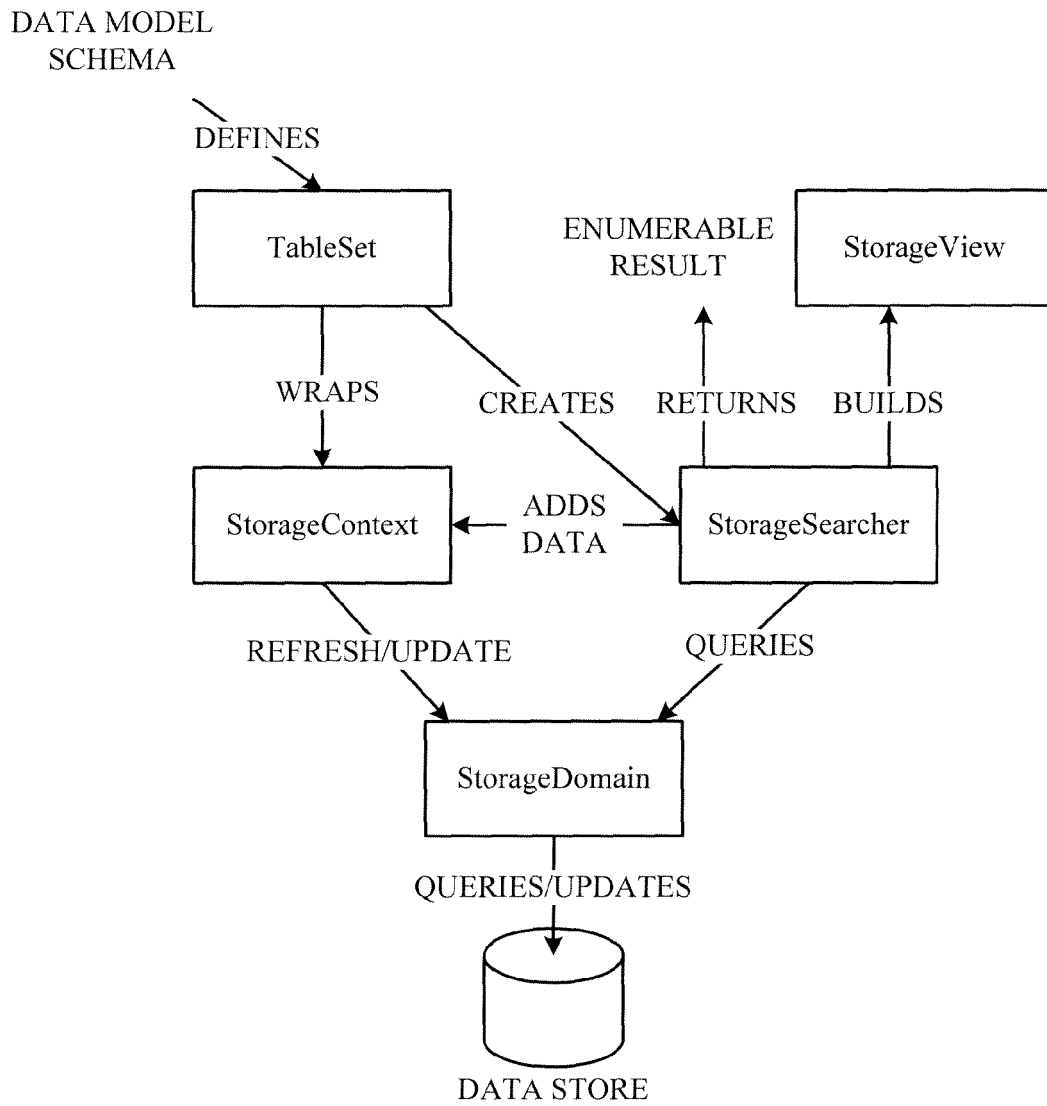 DATA MODEL
SCHEMA
DEFINES
TableSet
ENUMERABLE
RESULT
StorageView
WRAPS
CREATES
RETURNS
BUILDS
StorageContext
ADDS
DATA
StorageSearcher
REFRESH/UPDATE
QUERIES
StorageDomain
QUERIES/UPDATES
DATA STORE